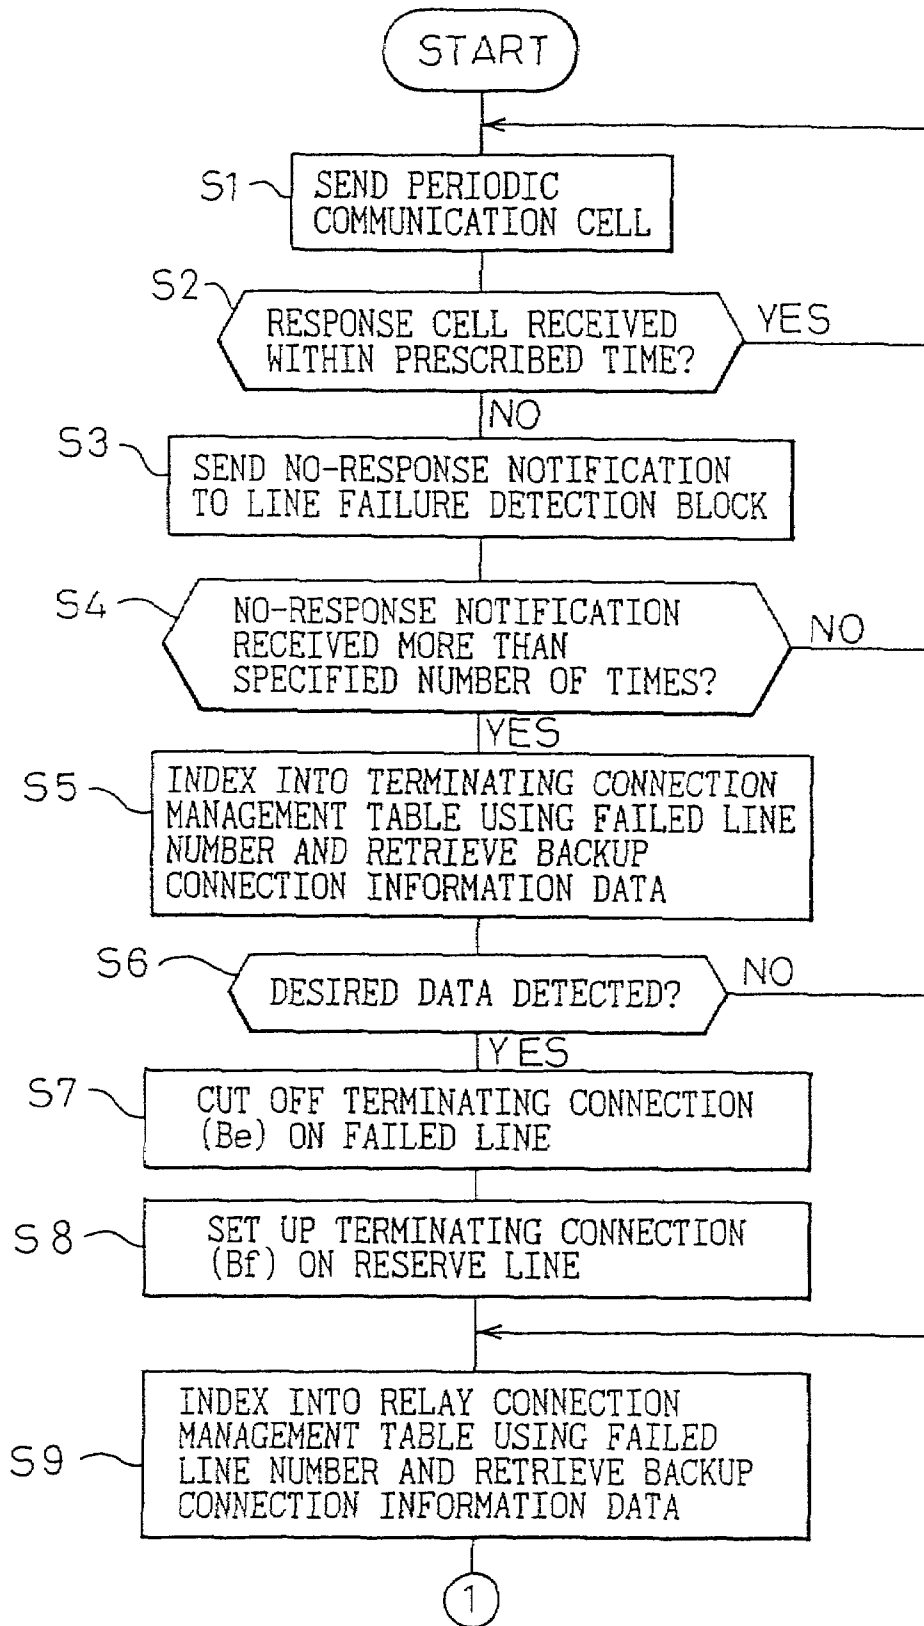 START
S1
SEND PERIODIC
COMMUNICATION CELL
S2
RESPONSE CELL RECEIVED
WITHIN PRESCRIBED TIME?
YES
NO
S3
SEND NO-RESPONSE NOTIFICATION
TO LINE FAILURE DETECTION BLOCK
S4
NO-RESPONSE NOTIFICATION
RECEIVED MORE THAN
SPECIFIED NUMBER OF TIMES?
NO
YES
S5
INDEX INTO TERMINATING CONNECTION
MANAGEMENT TABLE USING FAILED LINE
NUMBER AND RETRIEVE BACKUP
CONNECTION INFORMATION DATA
S6
DESIRED DATA DETECTED?
NO
YES
S7
CUT OFF TERMINATING CONNECTION
(Be) ON FAILED LINE
S8
SET UP TERMINATING CONNECTION
(Bf) ON RESERVE LINE
S9
INDEX INTO RELAY CONNECTION
MANAGEMENT TABLE USING FAILED
LINE NUMBER AND RETRIEVE BACKUP
CONNECTION INFORMATION DATA
1